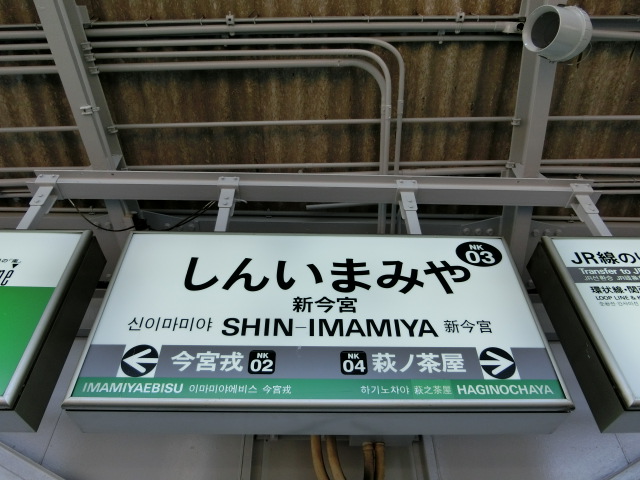 しんいまみや
NK
03
新今宮
신이마미야 SHIN-IMAMIYA 新今宮
今宮戎 NK 02 NK 04 萩ノ茶屋
IMAMIYAEBISU 이마미야에비스 今宮戎 하기노차야 萩之茶屋 HAGINOCHAYA
JR線の
Transfer to
環状線・関
LOOP LINE &